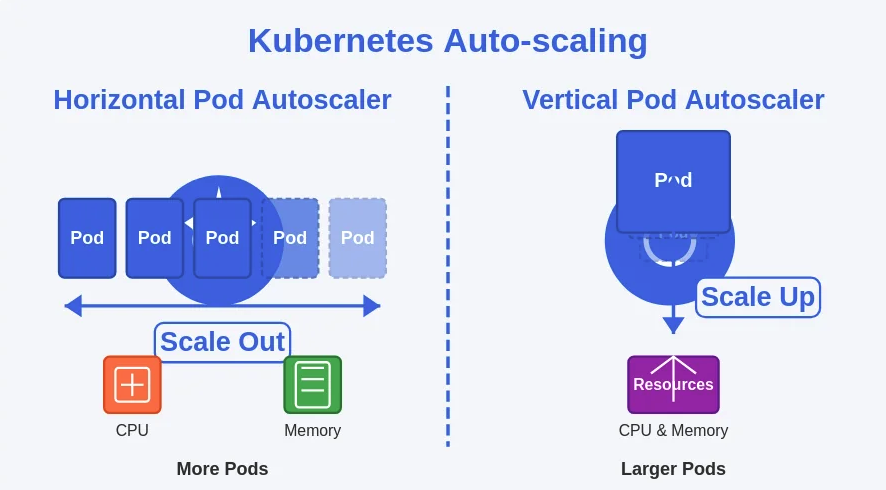 Kubernetes Auto-scaling
Horizontal Pod Autoscaler
Pod Pod Pod Pod Pod
Scale Out
CPU
Memory
More Pods
Vertical Pod Autoscaler
Pod
Scale Up
Resources
CPU & Memory
Larger Pods